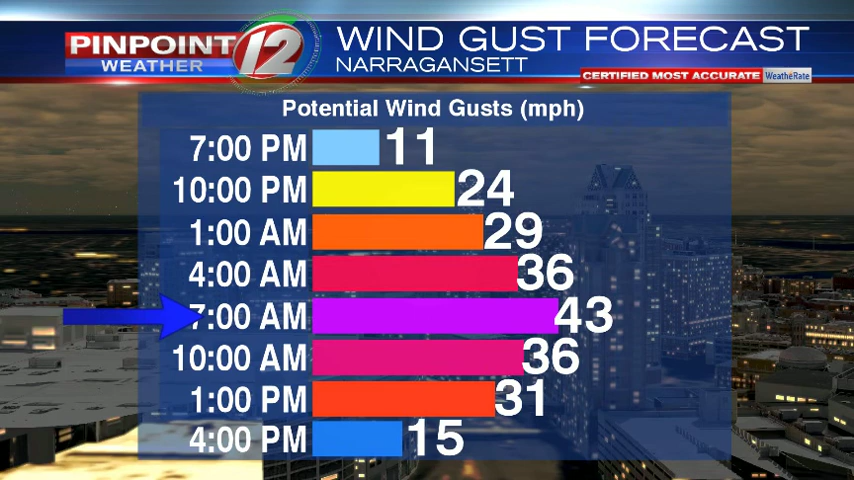 PINPOINT 12
WEATHER
WIND GUST FORECAST
NARRAGANSETT
CERTIFIED MOST ACCURATE WeatheRate
Potential Wind Gusts (mph)
7:00 PM 11
10:00 PM 24
1:00 AM 29
4:00 AM 36
7:00 AM 43
10:00 AM 36
1:00 PM 31
4:00 PM 15